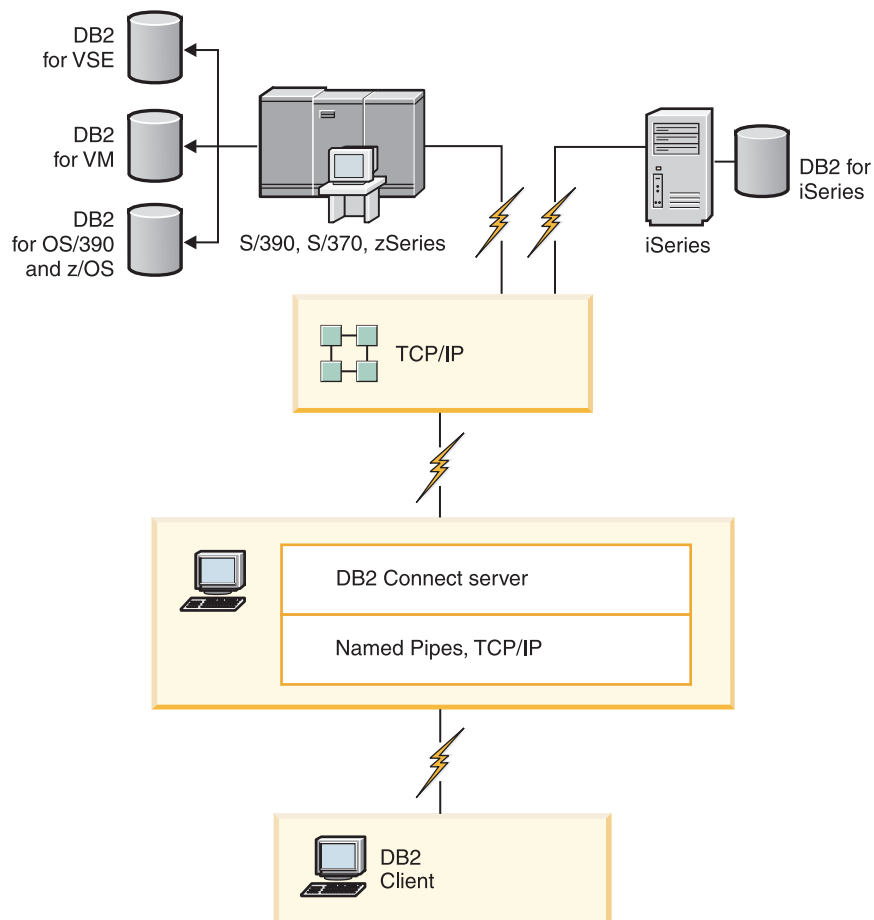 DB2
for VSE
DB2
for VM
DB2
for OS/390
and z/OS
S/390, S/370, zSeries
iSeries
DB2 for
iSeries
TCP/IP
DB2 Connect server
Named Pipes, TCP/IP
DB2
Client